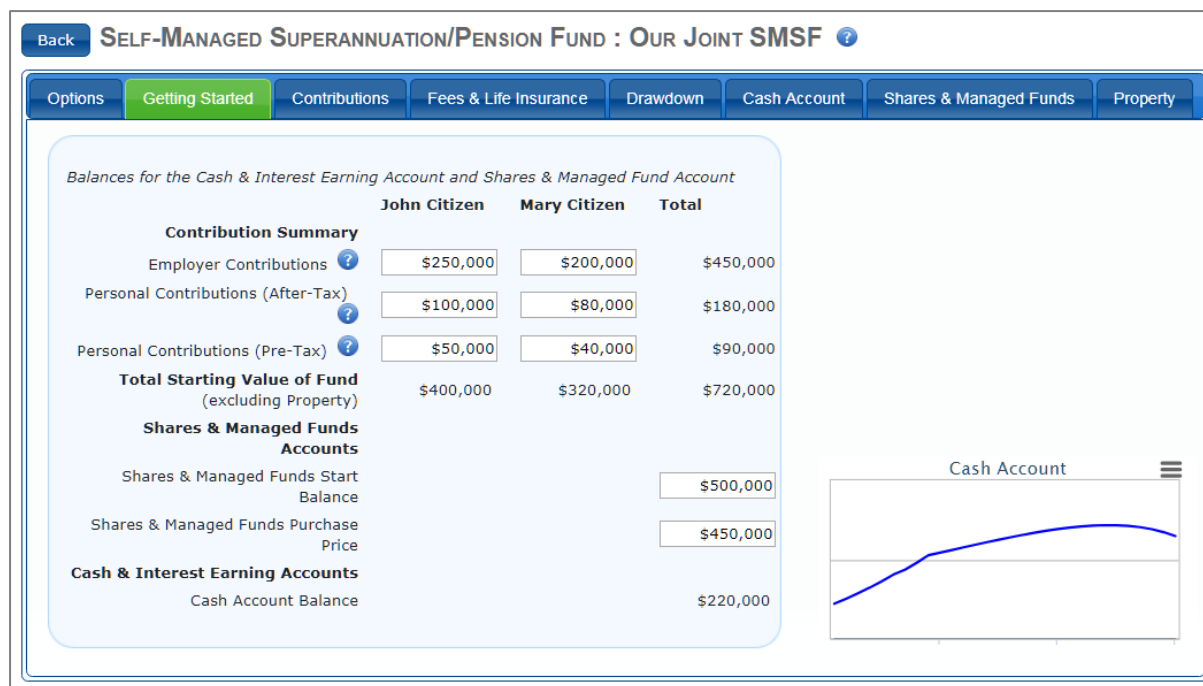 Back SELF-MANAGED SUPERANNUATION/PENSION FUND : OUR JOINT SMSF ?
Options Getting Started Contributions Fees & Life Insurance Drawdown Cash Account Shares & Managed Funds Property
Balances for the Cash & Interest Earning Account and Shares & Managed Fund Account
John Citizen Mary Citizen Total
Contribution Summary
Employer Contributions ? $250,000 $200,000 $450,000
Personal Contributions (After-Tax)
? $100,000 $80,000 $180,000
Personal Contributions (Pre-Tax) ? $50,000 $40,000 $90,000
Total Starting Value of Fund
(excluding Property) $400,000 $320,000 $720,000
Shares & Managed Funds
Accounts
Shares & Managed Funds Start
Balance $500,000
Shares & Managed Funds Purchase
Price $450,000
Cash & Interest Earning Accounts
Cash Account Balance $220,000
Cash Account